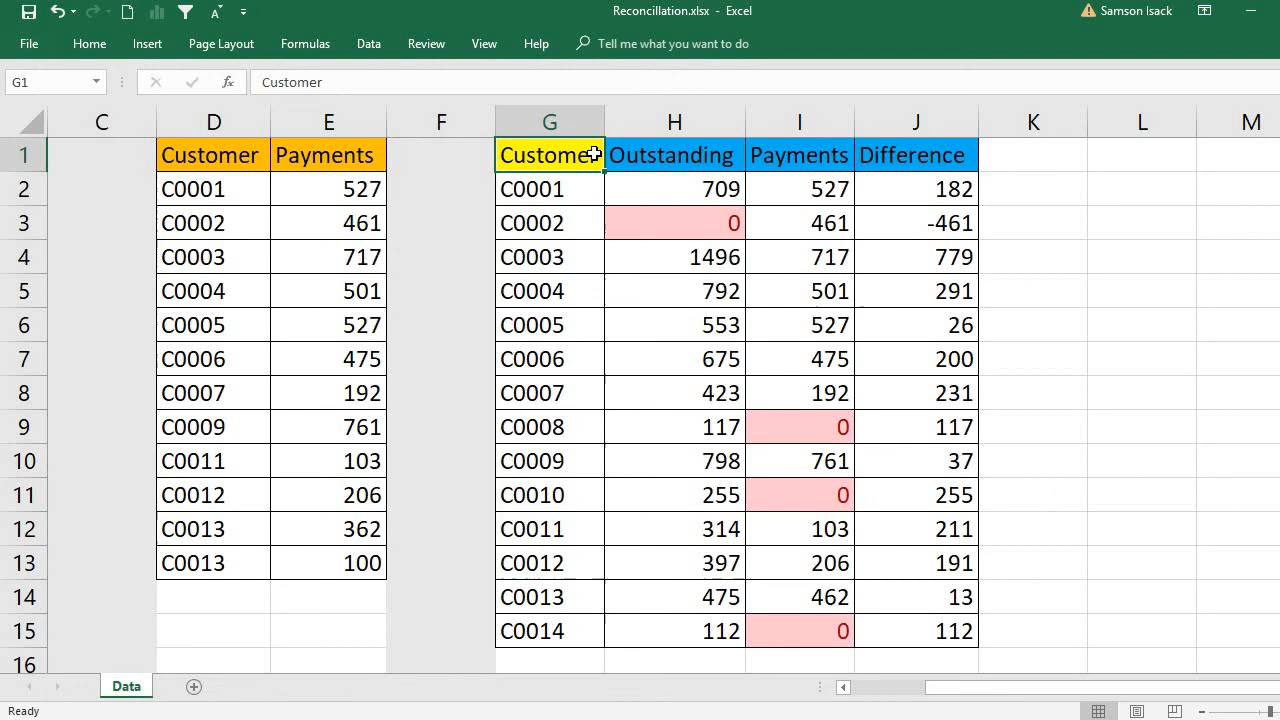 Reconcillation.xlsx - Excel
Samson Isack
File Home Insert Page Layout Formulas Data Review View Help Tell me what you want to do
G1 fx Customer
C D E F G H I J K L M
1 Customer Payments Customer Outstanding Payments Difference
2 C0001 527 C0001 709 527 182
3 C0002 461 C0002 0 461 -461
4 C0003 717 C0003 1496 717 779
5 C0004 501 C0004 792 501 291
6 C0005 527 C0005 553 527 26
7 C0006 475 C0006 675 475 200
8 C0007 192 C0007 423 192 231
9 C0009 761 C0008 117 0 117
10 C0011 103 C0009 798 761 37
11 C0012 206 C0010 255 0 255
12 C0013 362 C0011 314 103 211
13 C0013 100 C0012 397 206 191
14 C0013 475 462 13
15 C0014 112 0 112
16
Data
Ready